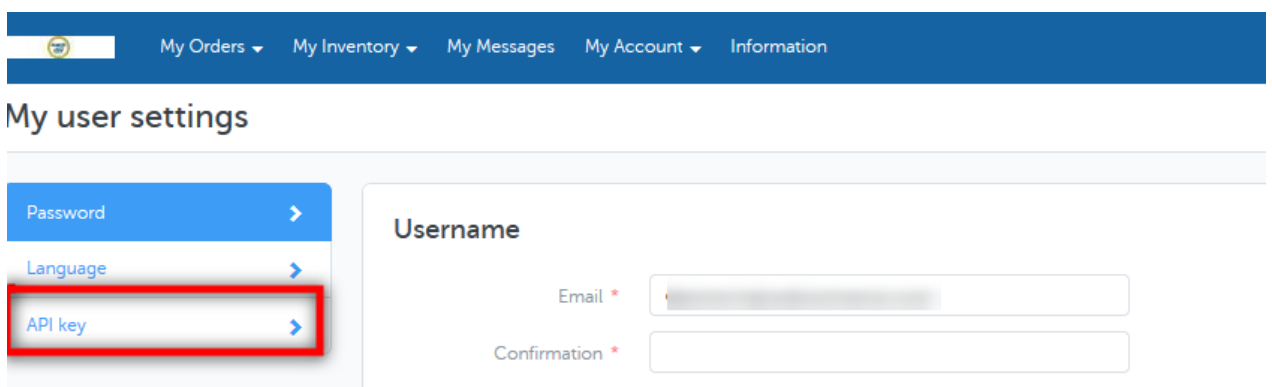 My Orders My Inventory My Messages My Account Information
My user settings
Password
Language
API key
Username
Email *
Confirmation *